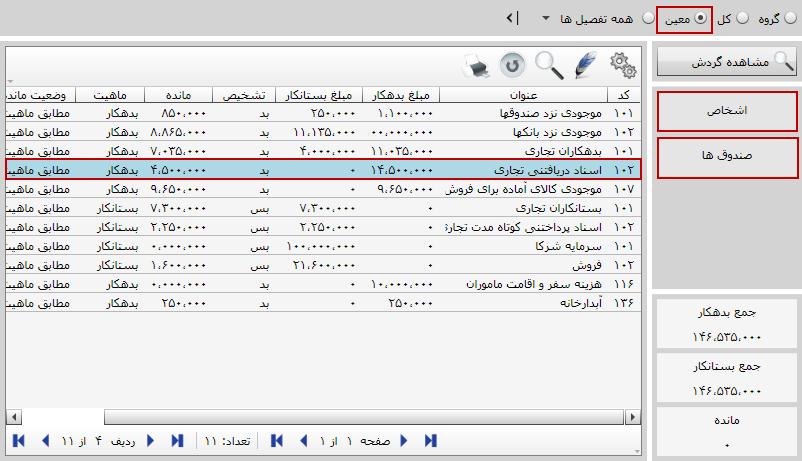 گروه کل معین همه تفصیل ها
مشاهده گردش
اشخاص
صندوق ها
کد عنوان مبلغ بدهکار مبلغ بستانکار تشخیص مانده ماهیت وضعیت مانده
۱۰۱ موجودی نزد صندوقها ۱،۱۰۰،۰۰۰ ۲۵۰،۰۰۰ بد ۸۵۰،۰۰۰ بدهکار مطابق ماهیت
۱۰۲ موجودی نزد بانکها ۰۰،۰۰۰،۰۰۰ ۱۱،۱۳۵،۰۰۰ بد ۸،۸۶۵،۰۰۰ بدهکار مطابق ماهیت
۱۰۱ بدهکاران تجاری ۱۱،۰۳۵،۰۰۰ ۴،۰۰۰،۰۰۰ بد ۷،۰۳۵،۰۰۰ بدهکار مطابق ماهیت
۱۰۲ اسناد دریافتنی تجاری ۱۴،۵۰۰،۰۰۰ ۰ بد ۴،۵۰۰،۰۰۰ بدهکار مطابق ماهیت
۱۰۷ موجودی کالای آماده برای فروش ۹،۶۵۰،۰۰۰ ۰ بد ۹،۶۵۰،۰۰۰ بدهکار مطابق ماهیت
۱۰۱ بستانکاران تجاری ۰ ۷،۳۰۰،۰۰۰ بس ۷،۳۰۰،۰۰۰ بستانکار مطابق ماهیت
۱۰۲ اسناد پرداختنی کوتاه مدت تجاری ۰ ۲،۲۵۰،۰۰۰ بس ۲،۲۵۰،۰۰۰ بستانکار مطابق ماهیت
۱۰۱ سرمایه شرکا ۰ ۱۰۰،۰۰۰،۰۰۰ بس ۰،۰۰۰،۰۰۰ بستانکار مطابق ماهیت
۱۰۲ فروش ۰ ۲۱،۶۰۰،۰۰۰ بس ۱،۶۰۰،۰۰۰ بستانکار مطابق ماهیت
۱۱۶ هزینه سفر و اقامت ماموران ۱۰،۰۰۰،۰۰۰ ۰ بد ۰،۰۰۰،۰۰۰ بدهکار مطابق ماهیت
۱۳۶ آبدارخانه ۲۵۰،۰۰۰ ۰ بد ۲۵۰،۰۰۰ بدهکار مطابق ماهیت
جمع بدهکار
۱۴۶،۵۳۵،۰۰۰
جمع بستانکار
۱۴۶،۵۳۵،۰۰۰
مانده
۰
صفحه ۱ از ۱ تعداد: ۱۱ ردیف ۴ از ۱۱